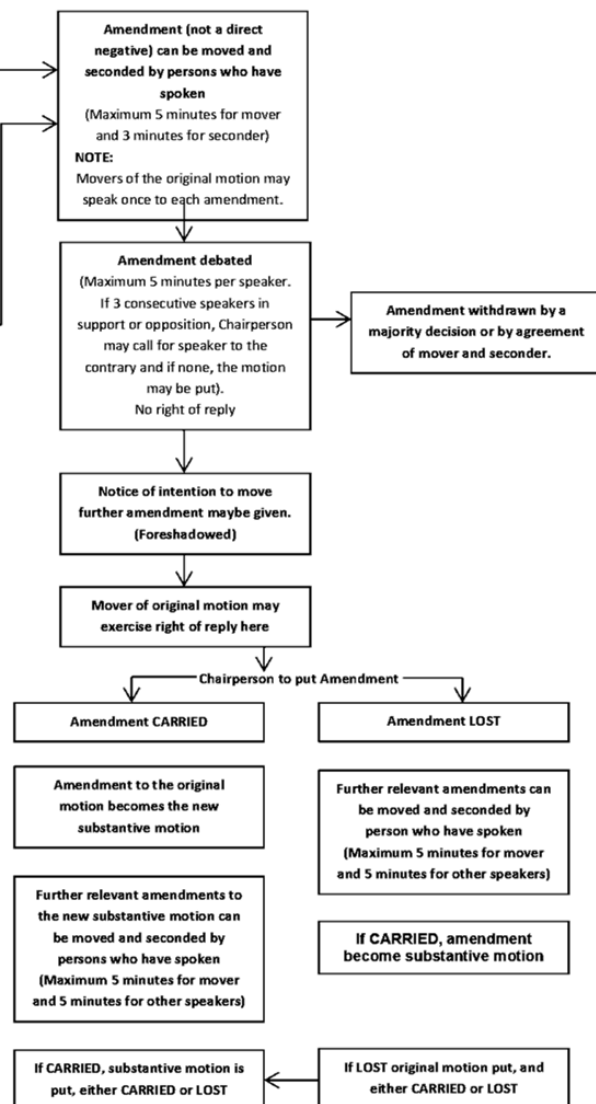 Amendment (not a direct
negative) can be moved and
seconded by persons who have
spoken
(Maximum 5 minutes for mover
and 3 minutes for seconder)
NOTE:
Movers of the original motion may
speak once to each amendment.
Amendment debated
(Maximum 5 minutes per speaker.
If 3 consecutive speakers in
support or opposition, Chairperson
may call for speaker to the
contrary and if none, the motion
may be put).
No right of reply
Amendment withdrawn by a
majority decision or by agreement
of mover and seconder.
Notice of intention to move
further amendment maybe given.
(Foreshadowed)
Mover of original motion may
exercise right of reply here
Chairperson to put Amendment
Amendment CARRIED
Amendment to the original
motion becomes the new
substantive motion
Further relevant amendments to
the new substantive motion can
be moved and seconded by
persons who have spoken
(Maximum 5 minutes for mover
and 5 minutes for other speakers)
If CARRIED, substantive motion is
put, either CARRIED or LOST
Amendment LOST
Further relevant amendments can
be moved and seconded by
person who have spoken
(Maximum 5 minutes for mover
and 5 minutes for other speakers)
If CARRIED, amendment
become substantive motion
If LOST original motion put, and
either CARRIED or LOST